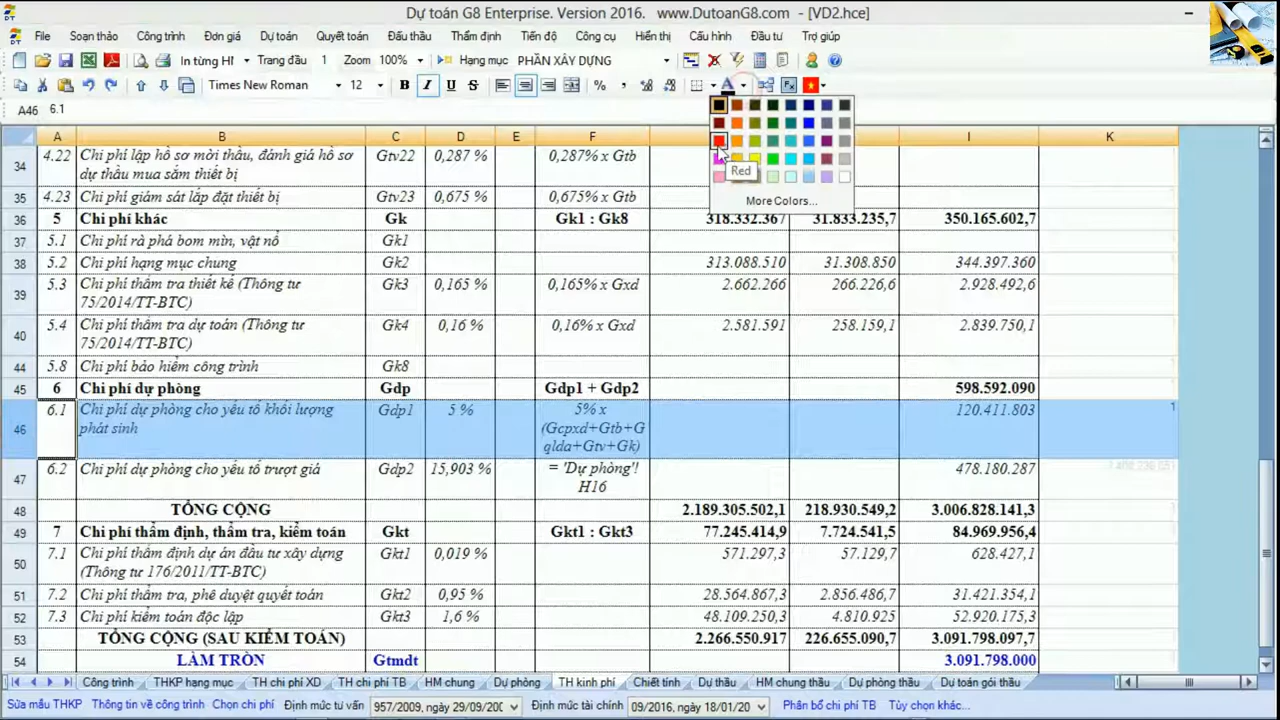 Dự toán G8 Enterprise. Version 2016. www.DutoanG8.com - [VD2.hce]
File Soạn thảo Công trình Đơn giá Dự toán Quyết toán Đấu thầu Thẩm định Tiến độ Công cụ Hiển thị Cấu hình Đầu tư Trợ giúp
In từng HM Trang đầu 1 Zoom 100% Hạng mục PHẦN XÂY DỰNG
Times New Roman 12 B I U %
A46 6.1
A B C D E F I K
34 4.22 Chi phí lập hồ sơ mời thầu, đánh giá hồ sơ dự thầu mua sắm thiết bị Gtv22 0,287 % 0,287% x Gtb
35 4.23 Chi phí giám sát lắp đặt thiết bị Gtv23 0,675 % 0,675% x Gtb
36 5 Chi phí khác Gk Gk1 : Gk8 318.332.367 31.833.235,7 350.165.602,7
37 5.1 Chi phí rà phá bom mìn, vật nổ Gk1
38 5.2 Chi phí hạng mục chung Gk2 313.088.510 31.308.850 344.397.360
39 5.3 Chi phí thẩm tra thiết kế (Thông tư 75/2014/TT-BTC) Gk3 0,165 % 0,165% x Gxd 2.662.266 266.226,6 2.928.492,6
40 5.4 Chi phí thẩm tra dự toán (Thông tư 75/2014/TT-BTC) Gk4 0,16 % 0,16% x Gxd 2.581.591 258.159,1 2.839.750,1
44 5.8 Chi phí bảo hiểm công trình Gk8
45 6 Chi phí dự phòng Gdp Gdp1 + Gdp2 598.592.090
46 6.1 Chi phí dự phòng cho yếu tố khối lượng phát sinh Gdp1 5 % 5% x (Gcpxd+Gtb+Gqlda+Gtv+Gk) 120.411.803 1
47 6.2 Chi phí dự phòng cho yếu tố trượt giá Gdp2 15,903 % = 'Dự phòng'!H16 478.180.287
48 TỔNG CỘNG 2.189.305.502,1 218.930.549,2 3.006.828.141,3
49 7 Chi phí thẩm định, thẩm tra, kiểm toán Gkt Gkt1 : Gkt3 77.245.414,9 7.724.541,5 84.969.956,4
50 7.1 Chi phí thẩm định dự án đầu tư xây dựng (Thông tư 176/2011/TT-BTC) Gkt1 0,019 % 571.297,3 57.129,7 628.427,1
51 7.2 Chi phí thẩm tra, phê duyệt quyết toán Gkt2 0,95 % 28.564.867,3 2.856.486,7 31.421.354,1
52 7.3 Chi phí kiểm toán độc lập Gkt3 1,6 % 48.109.250,3 4.810.925 52.920.175,3
53 TỔNG CỘNG (SAU KIỂM TOÁN) 2.266.550.917 226.655.090,7 3.091.798.097,7
54 LÀM TRÒN Gtmdt 3.091.798.000
Red
More Colors...
Công trình THKP hạng mục TH chi phí XD TH chi phí TB HM chung Dự phòng TH kinh phí Chiết tính Dự thầu HM chung thầu Dự phòng thầu Dự toán gói thầu
Sửa mẫu THKP Thông tin về công trình Chọn chi phí Định mức tư vấn 957/2009, ngày 29/09/200 Định mức tài chính 09/2016, ngày 18/01/20 Phân bổ chi phí TB Tùy chọn khác...